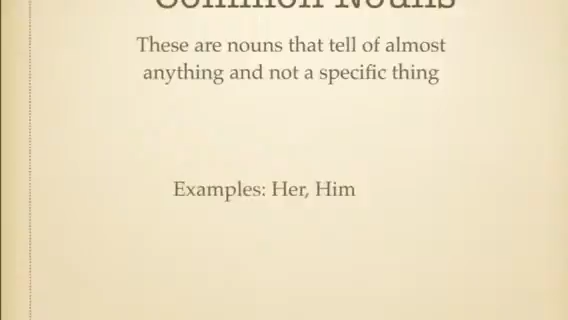 Common Nouns
These are nouns that tell of almost
anything and not a specific thing
Examples: Her, Him